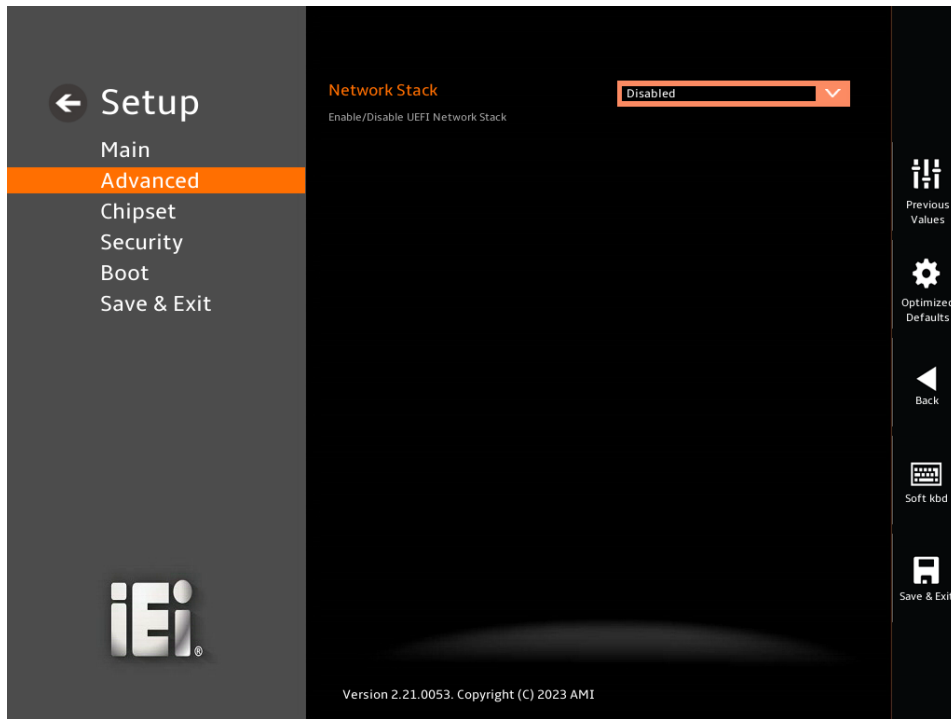 Setup
Main
Advanced
Chipset
Security
Boot
Save & Exit
iEi®
Network Stack
Disabled
Enable/Disable UEFI Network Stack
Version 2.21.0053. Copyright (C) 2023 AMI
Previous
Values
Optimized
Defaults
Back
Soft kbd
Save & Exit